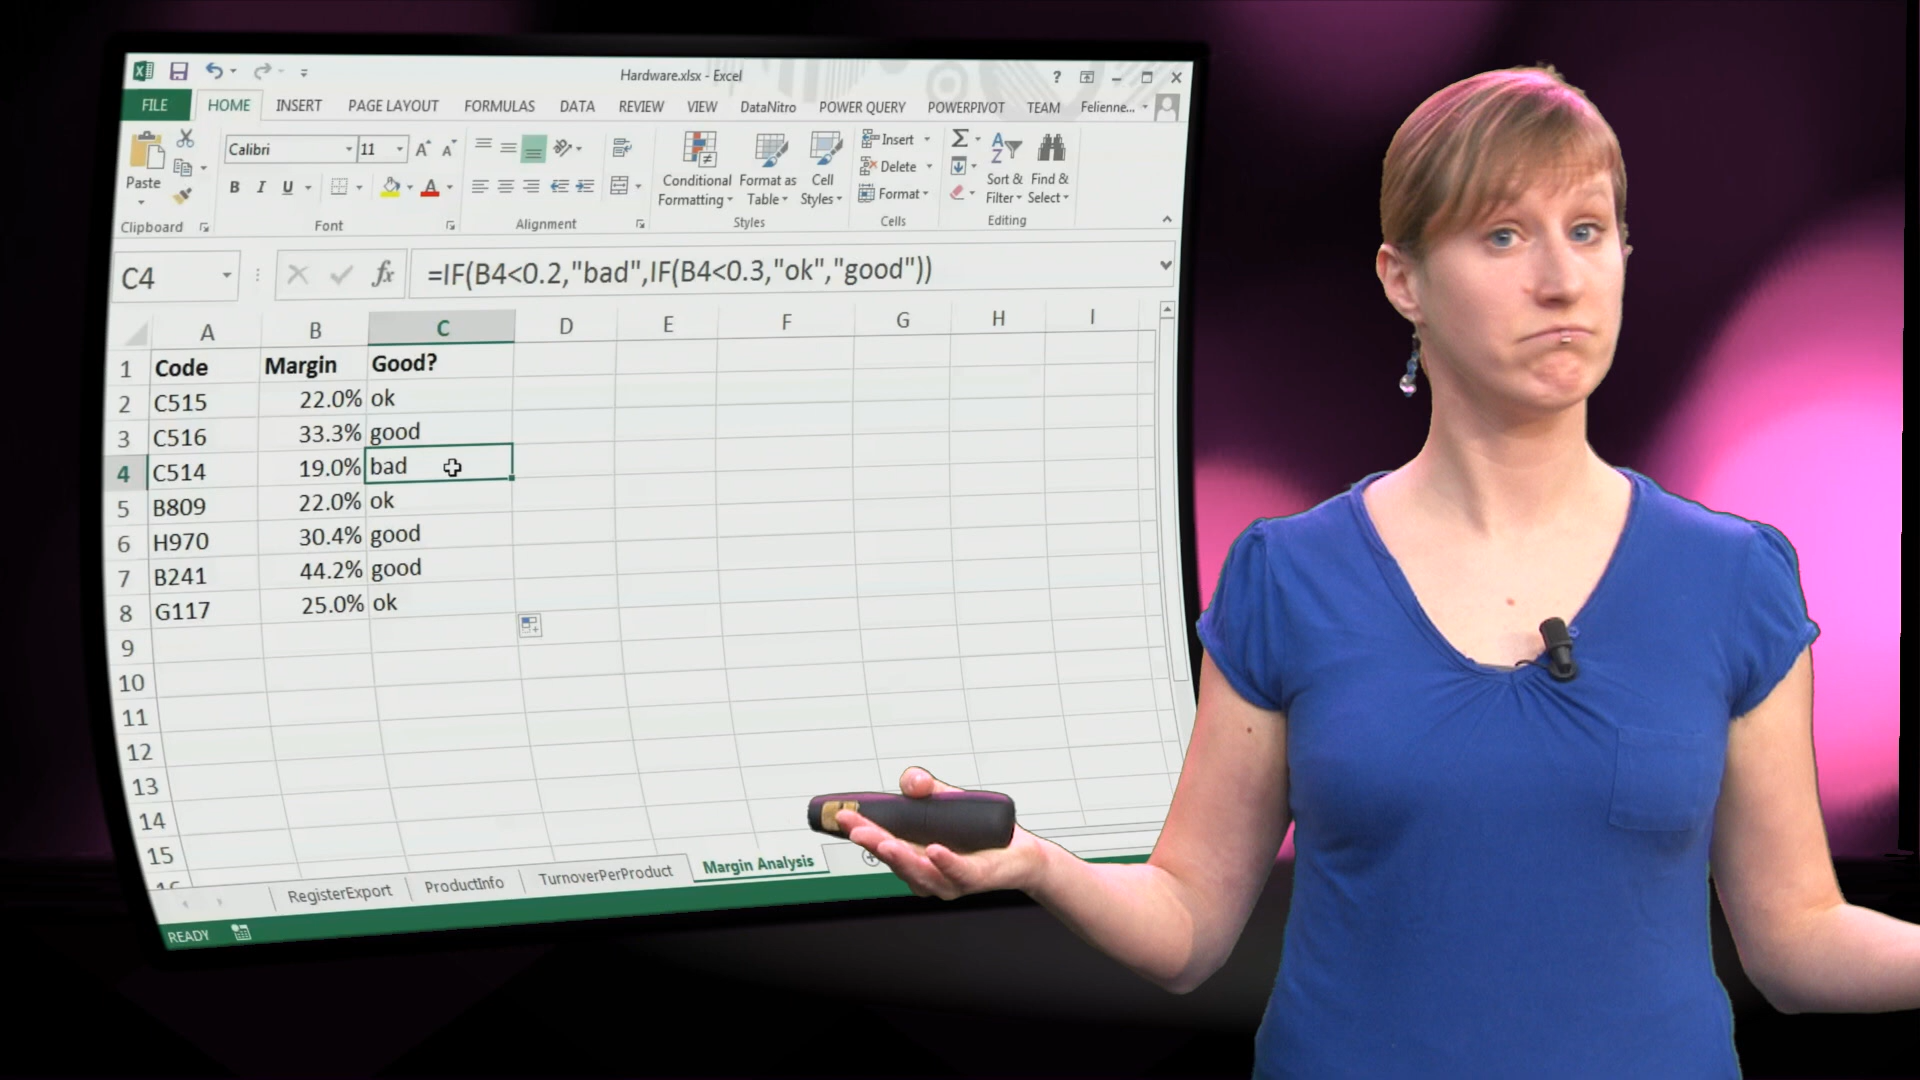 Hardware.xlsx - Excel
?
FILE HOME INSERT PAGE LAYOUT FORMULAS DATA REVIEW VIEW DataNitro POWER QUERY POWERPIVOT TEAM Felienne...
Calibri 11
Paste
B I U A
Conditional Formatting
Format as Table
Cell Styles
Insert
Delete
Format
Sort & Filter
Find & Select
Clipboard Font Alignment Styles Cells Editing
C4 fx =IF(B4<0.2,"bad",IF(B4<0.3,"ok","good"))
A B C D E F G H I
1 Code Margin Good?
2 C515 22.0% ok
3 C516 33.3% good
4 C514 19.0% bad
5 B809 22.0% ok
6 H970 30.4% good
7 B241 44.2% good
8 G117 25.0% ok
9
10
11
12
13
14
15
RegisterExport ProductInfo TurnoverPerProduct Margin Analysis
READY